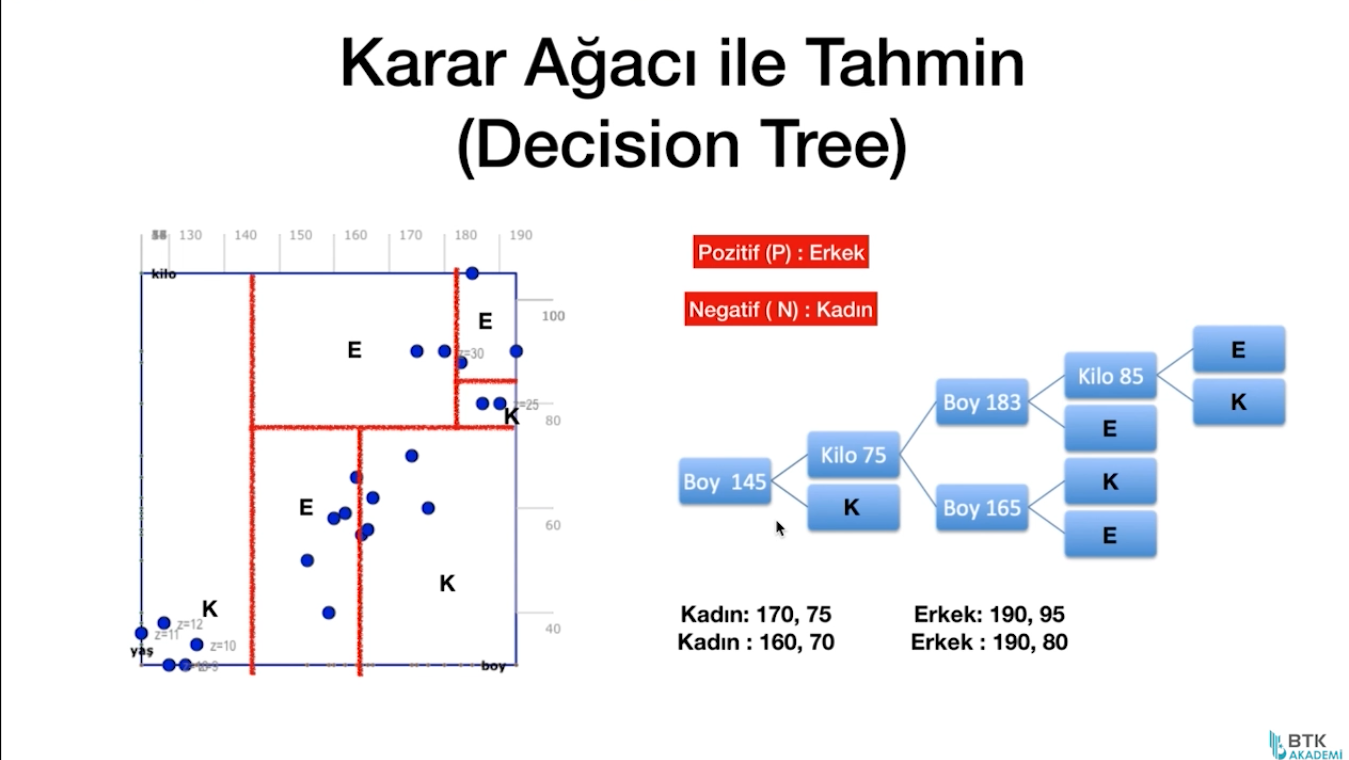 Karar Ağacı ile Tahmin
(Decision Tree)
130 140 150 160 170 180 190
kilo
100
80
60
40
E
E
z=30
z=25
K
E
K
K
z=12
z=11
z=10
yaş
boy
Pozitif (P) : Erkek
Negatif ( N) : Kadın
Boy 145
Kilo 75
K
Boy 183
Boy 165
Kilo 85
E
K
E
E
K
Kadın: 170, 75
Kadın : 160, 70
Erkek: 190, 95
Erkek : 190, 80
BTK
AKADEMİ